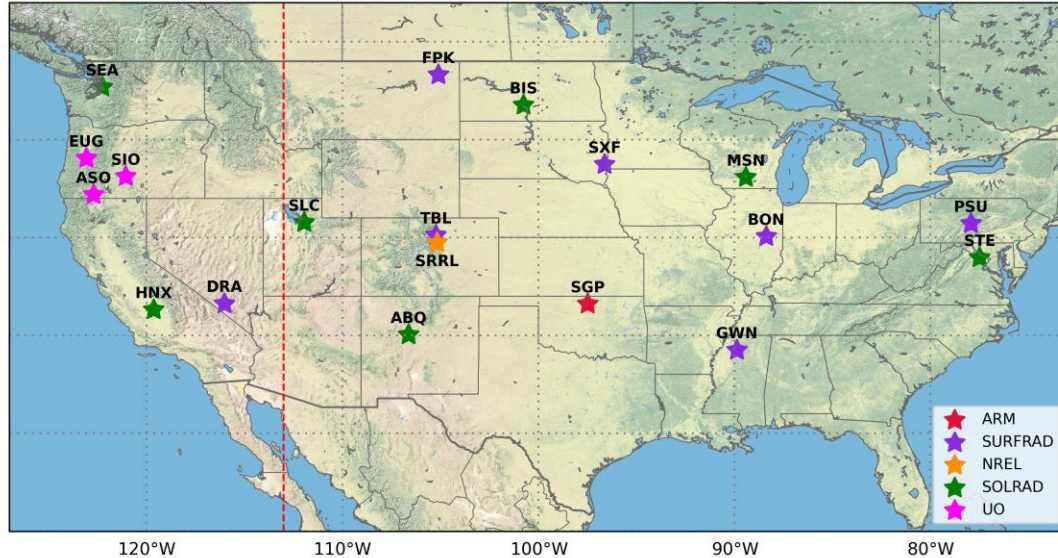 FPK
SEA
BIS
EUG
SIO
SXF
MSN
ASO
SLC
TBL
BON
PSU
SRRL
STE
HNX
DRA
SGP
ABQ
GWN
ARM
SURFRAD
NREL
SOLRAD
UO
120°W
110°W
100°W
90°W
80°W